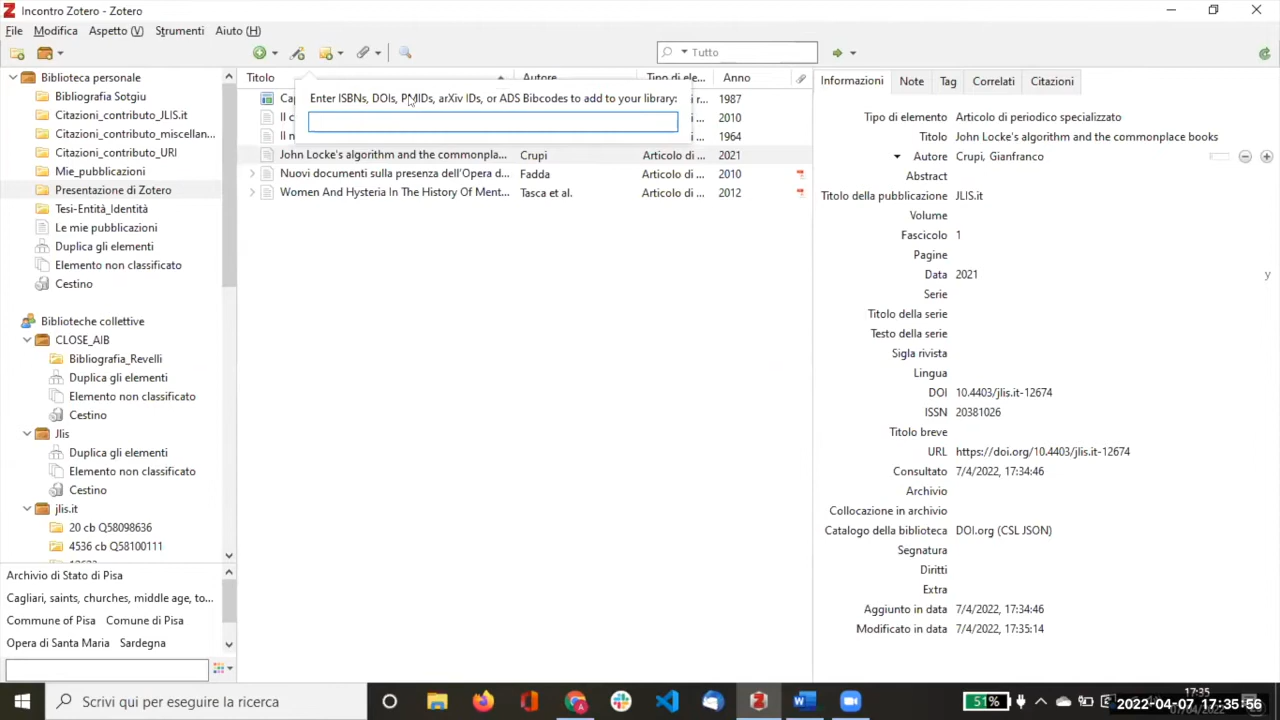 Incontro Zotero - Zotero
File Modifica Aspetto (V) Strumenti Aiuto (H)
Tutto
Biblioteca personale
Bibliografia Sotgiu
Citazioni_contributo_JLIS.it
Citazioni_contributo_miscellan...
Citazioni_contributo_URI
Mie_pubblicazioni
Presentazione di Zotero
Tesi-Entità_Identità
Le mie pubblicazioni
Duplica gli elementi
Elemento non classificato
Cestino
Biblioteche collettive
CLOSE_AIB
Bibliografia_Revelli
Duplica gli elementi
Elemento non classificato
Cestino
Jlis
Duplica gli elementi
Elemento non classificato
Cestino
jlis.it
20 cb Q58098636
4536 cb Q58100111
Archivio di Stato di Pisa
Cagliari, saints, churches, middle age, to...
Commune of Pisa Comune di Pisa
Opera di Santa Maria Sardegna
Titolo Autore Tipo di ele... Anno
Enter ISBNs, DOIs, PMIDs, arXiv IDs, or ADS Bibcodes to add to your library:
1987
2010
1964
John Locke's algorithm and the commonpla... Crupi Articolo di ... 2021
Nuovi documenti sulla presenza dell'Opera d... Fadda Articolo di ... 2010
Women And Hysteria In The History Of Ment... Tasca et al. Articolo di ... 2012
Informazioni Note Tag Correlati Citazioni
Tipo di elemento Articolo di periodico specializzato
Titolo John Locke's algorithm and the commonplace books
Autore Crupi, Gianfranco
Abstract
Titolo della pubblicazione JLIS.it
Volume
Fascicolo 1
Pagine
Data 2021 y
Serie
Titolo della serie
Testo della serie
Sigla rivista
Lingua
DOI 10.4403/jlis.it-12674
ISSN 20381026
Titolo breve
URL https://doi.org/10.4403/jlis.it-12674
Consultato 7/4/2022, 17:34:46
Archivio
Collocazione in archivio
Catalogo della biblioteca DOI.org (CSL JSON)
Segnatura
Diritti
Extra
Aggiunto in data 7/4/2022, 17:34:46
Modificato in data 7/4/2022, 17:35:14
Scrivi qui per eseguire la ricerca
51%
17:35
2022-04-07, 17:35:56